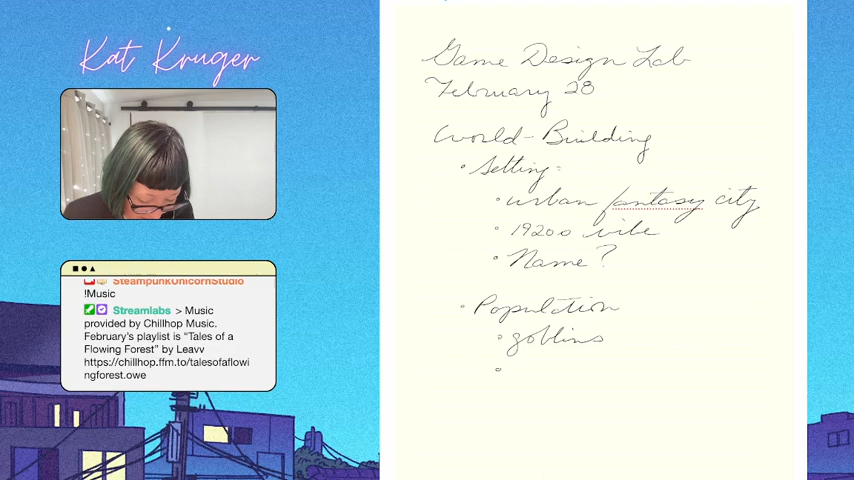 Kat Kruger
SteampunkUnicornStudio
!Music
Streamlabs > Music
provided by Chillhop Music.
February's playlist is "Tales of a
Flowing Forest" by Leavv
https://chillhop.ffm.to/talesofaflowi
ngforest.owe
Game Design Lab
February 28
World-Building
• Setting:
• urban fantasy city
• 1920s vibe
• Name?
• Population
• goblins
•